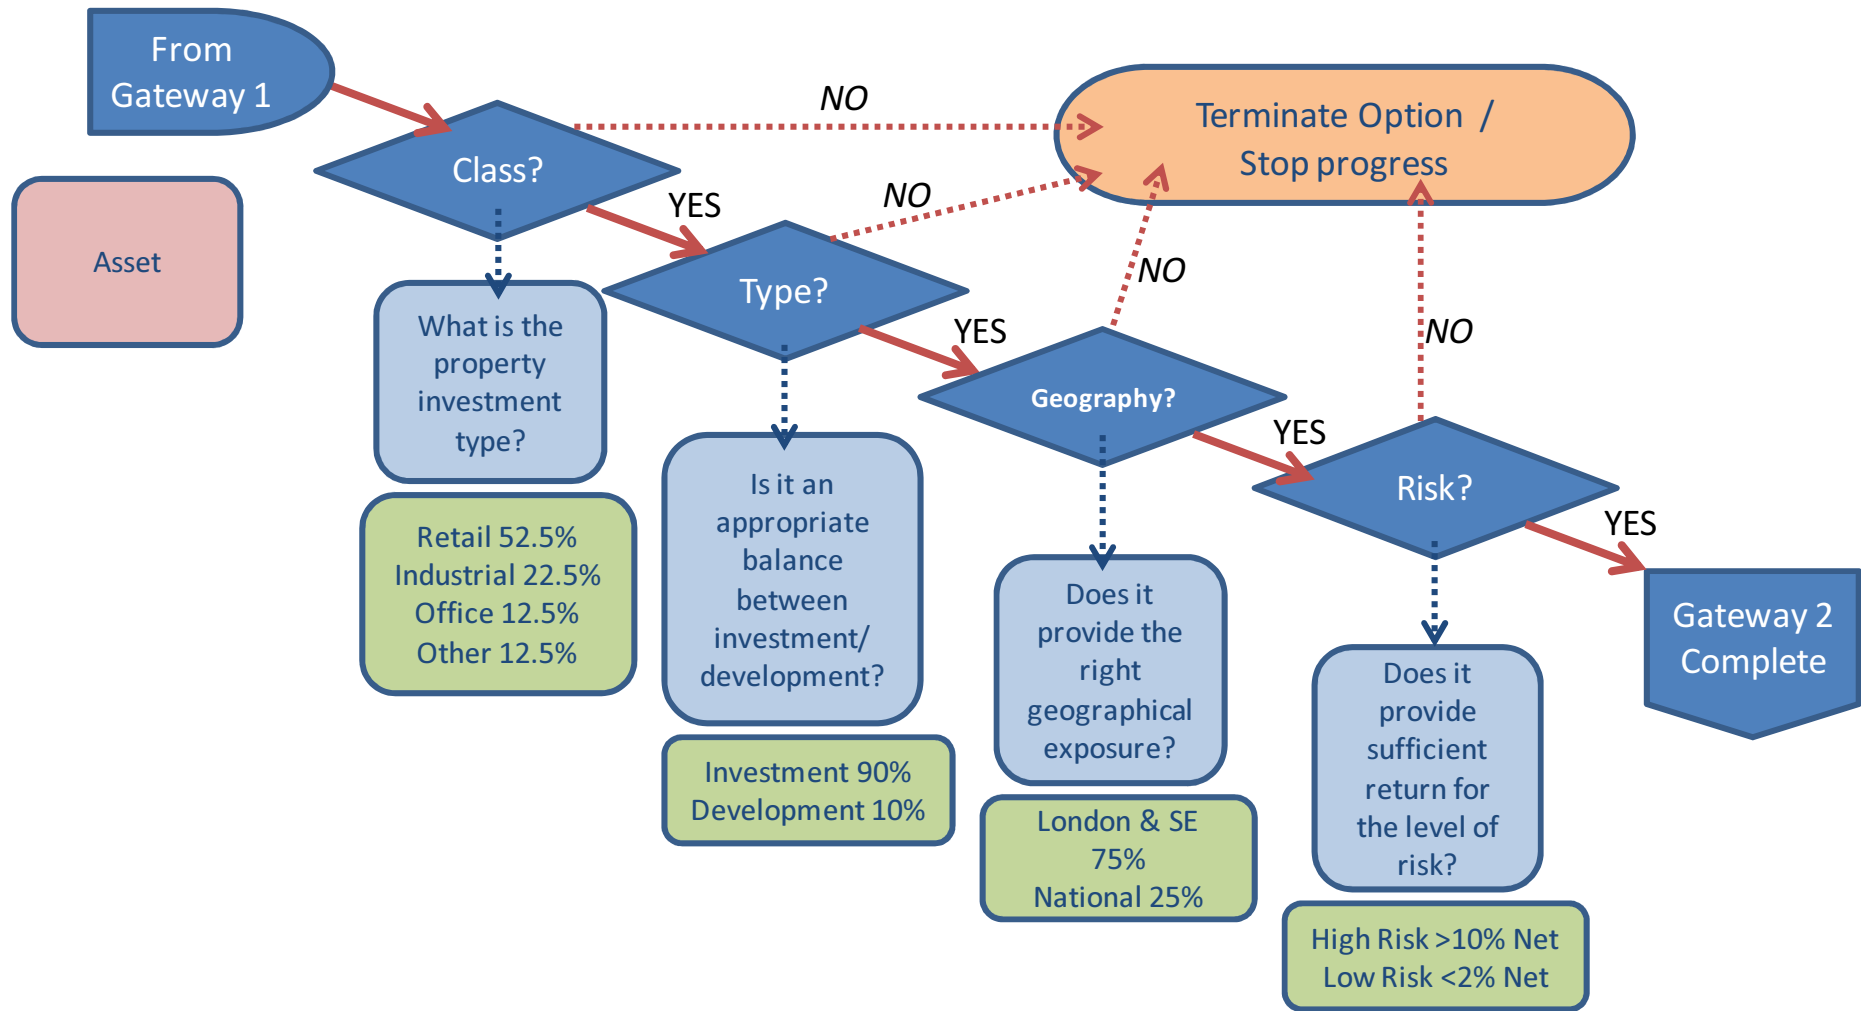 From
Gateway 1
NO
Terminate Option /
Stop progress
Class?
YES
NO
Asset
Type?
NO
What is the
property
investment
type?
YES
NO
Geography?
Retail 52.5%
Industrial 22.5%
Office 12.5%
Other 12.5%
Is it an
appropriate
balance
between
investment/
development?
YES
Risk?
YES
Investment 90%
Development 10%
Does it
provide the
right
geographical
exposure?
Gateway 2
Complete
London & SE
75%
National 25%
Does it
provide
sufficient
return for
the level of
risk?
High Risk >10% Net
Low Risk <2% Net